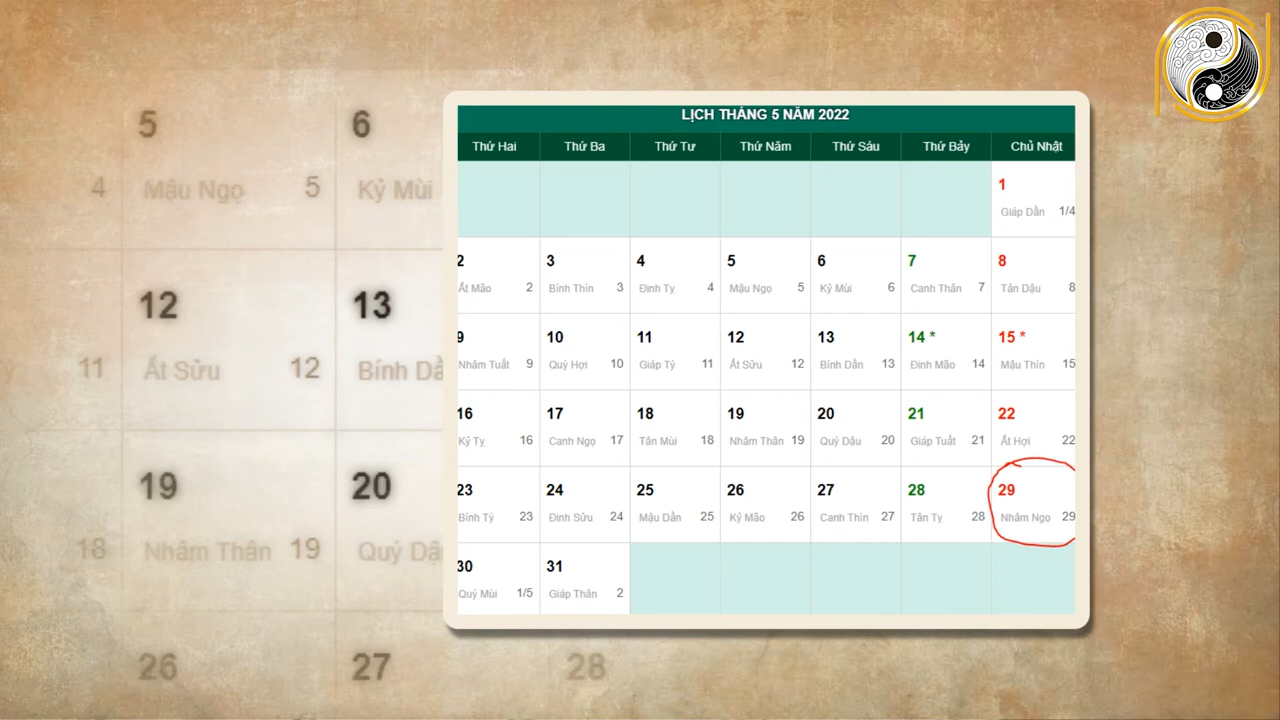 LỊCH THÁNG 5 NĂM 2022
Thứ Hai Thứ Ba Thứ Tư Thứ Năm Thứ Sáu Thứ Bảy Chủ Nhật
1
Giáp Dần 1/4
2 3 4 5 6 7 8
Ất Mão 2 Bính Thìn 3 Đinh Tỵ 4 Mậu Ngọ 5 Kỷ Mùi 6 Canh Thân 7 Tân Dậu 8
9 10 11 12 13 14 * 15 *
Nhâm Tuất 9 Quý Hợi 10 Giáp Tý 11 Ất Sửu 12 Bính Dần 13 Đinh Mão 14 Mậu Thìn 15
16 17 18 19 20 21 22
Kỷ Tỵ 16 Canh Ngọ 17 Tân Mùi 18 Nhâm Thân 19 Quý Dậu 20 Giáp Tuất 21 Ất Hợi 22
23 24 25 26 27 28 29
Bính Tý 23 Đinh Sửu 24 Mậu Dần 25 Kỷ Mão 26 Canh Thìn 27 Tân Tỵ 28 Nhâm Ngọ 29
30 31
Quý Mùi 1/5 Giáp Thân 2
5 6
4 Mậu Ngọ 5 Kỷ Mùi
12 13
11 Ất Sửu 12 Bính
19 20
18 Nhâm Thân 19 Quý
26 27 28